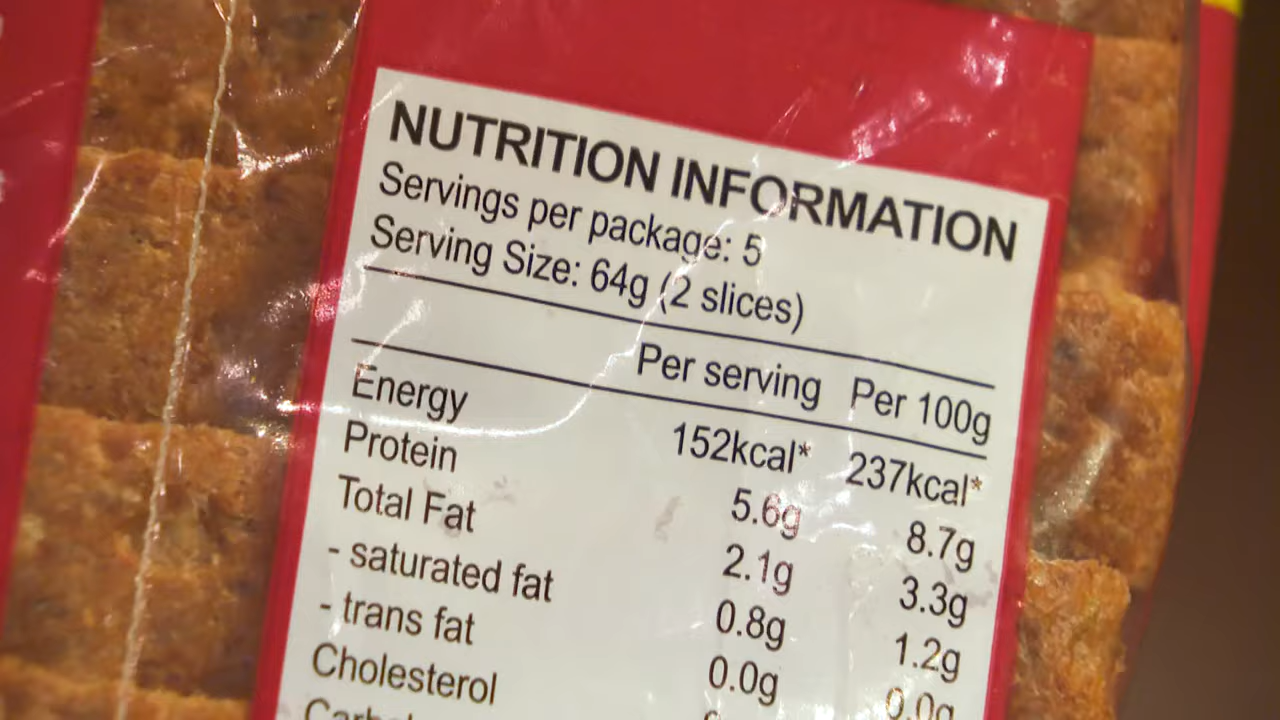 NUTRITION INFORMATION
Servings per package: 5
Serving Size: 64g (2 slices)
Per serving Per 100g
Energy 152kcal* 237kcal*
Protein 5.6g 8.7g
Total Fat 2.1g 3.3g
- saturated fat 0.8g 1.2g
- trans fat 0.0g 0.0g
Cholesterol